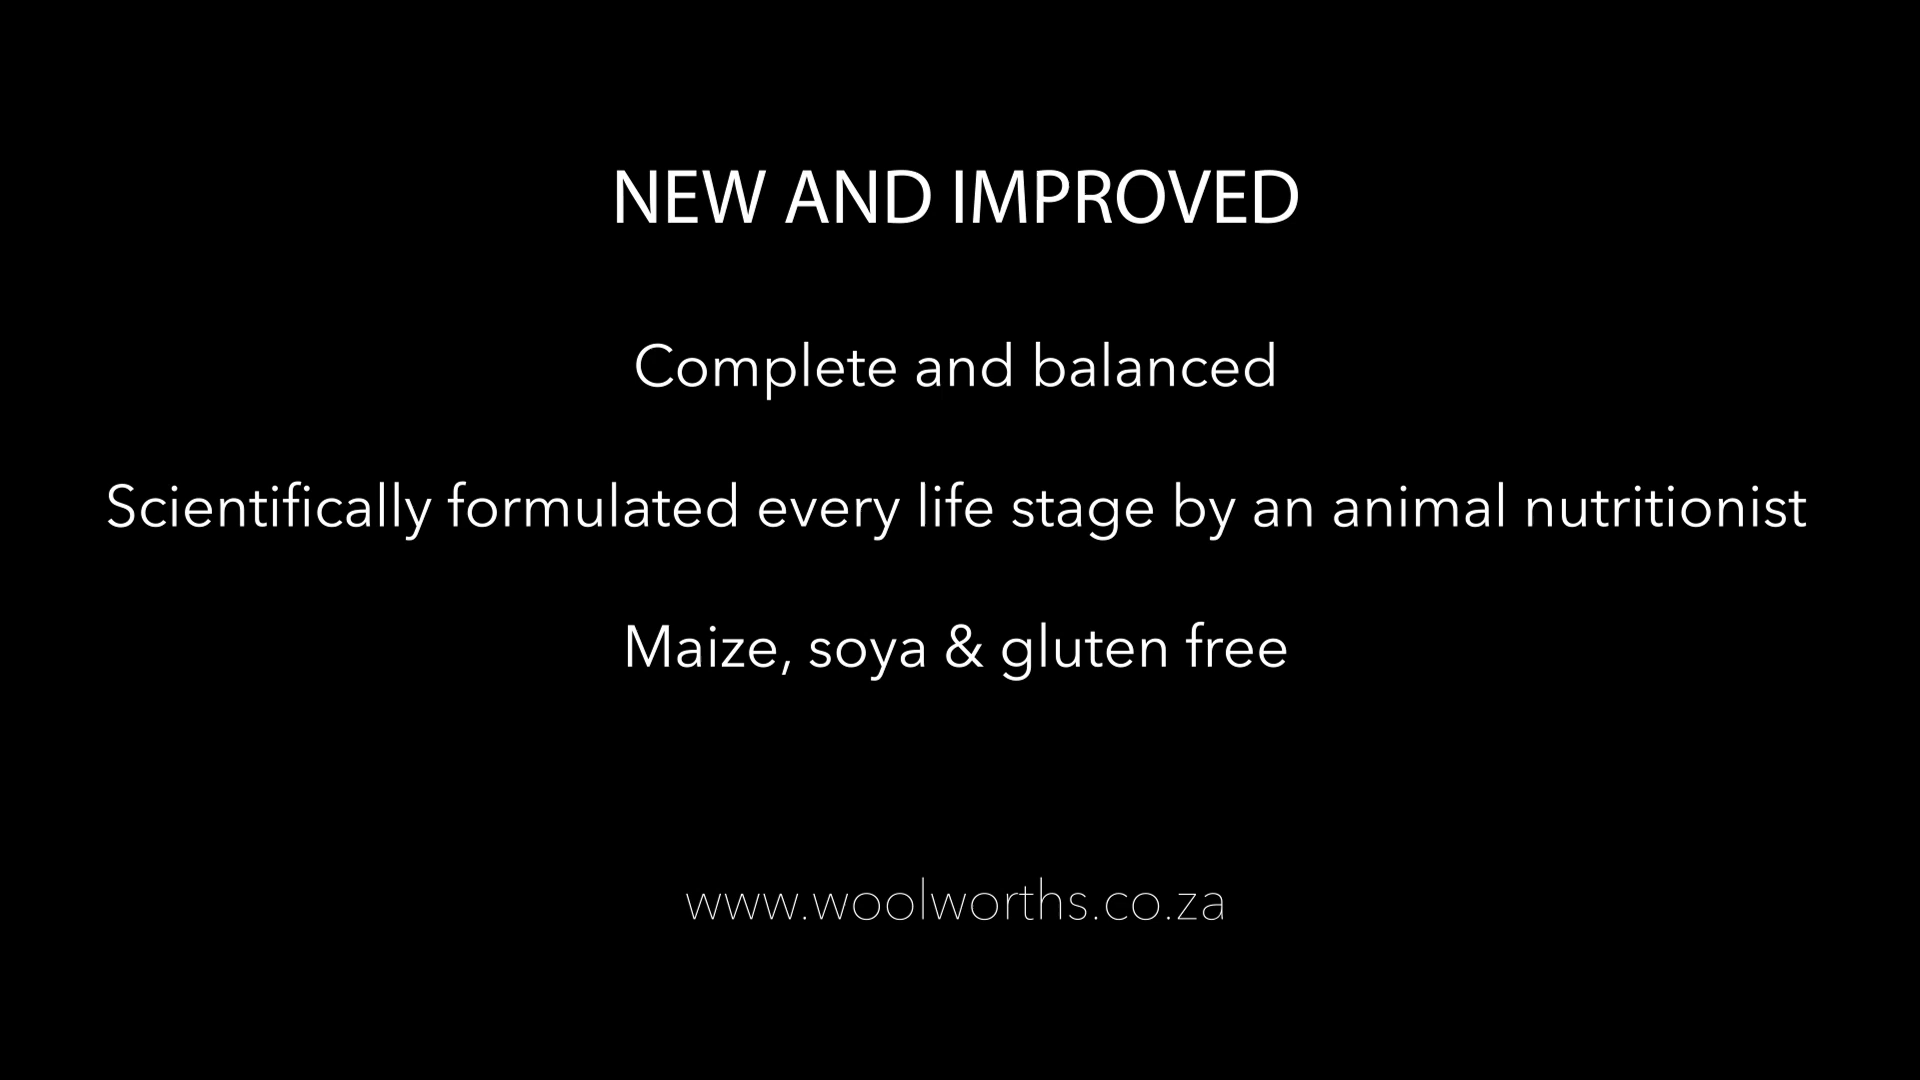 NEW AND IMPROVED
Complete and balanced
Scientifically formulated every life stage by an animal nutritionist
Maize, soya & gluten free
www.woolworths.co.za